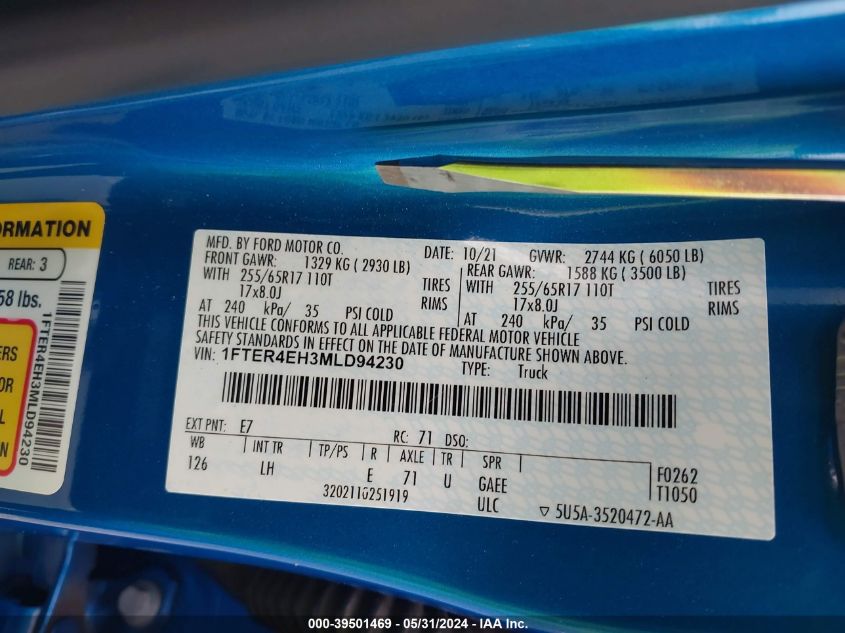 ORMATION
REAR: 3
58 lbs.
ERS
OR
L
N
1FTER4EH3MLD94230
MFD. BY FORD MOTOR CO. DATE: 10/21 GVWR: 2744 KG ( 6050 LB)
FRONT GAWR: 1329 KG ( 2930 LB) REAR GAWR: 1588 KG ( 3500 LB)
WITH 255/65R17 110T TIRES WITH 255/65R17 110T TIRES
17x8.0J RIMS 17x8.0J RIMS
AT 240 kPa/ 35 PSI COLD AT 240 kPa/ 35 PSI COLD
THIS VEHICLE CONFORMS TO ALL APPLICABLE FEDERAL MOTOR VEHICLE
SAFETY STANDARDS IN EFFECT ON THE DATE OF MANUFACTURE SHOWN ABOVE.
VIN: 1FTER4EH3MLD94230 TYPE: Truck
EXT PNT: E7 RC: 71 DSO:
WB INT TR TP/PS R AXLE TR SPR
126 LH E 71 U GAEE F0262
3202110251919 ULC T1050
▽ 5U5A-3520472-AA
000-39501469 — 05/31/2024 — IAA Inc.